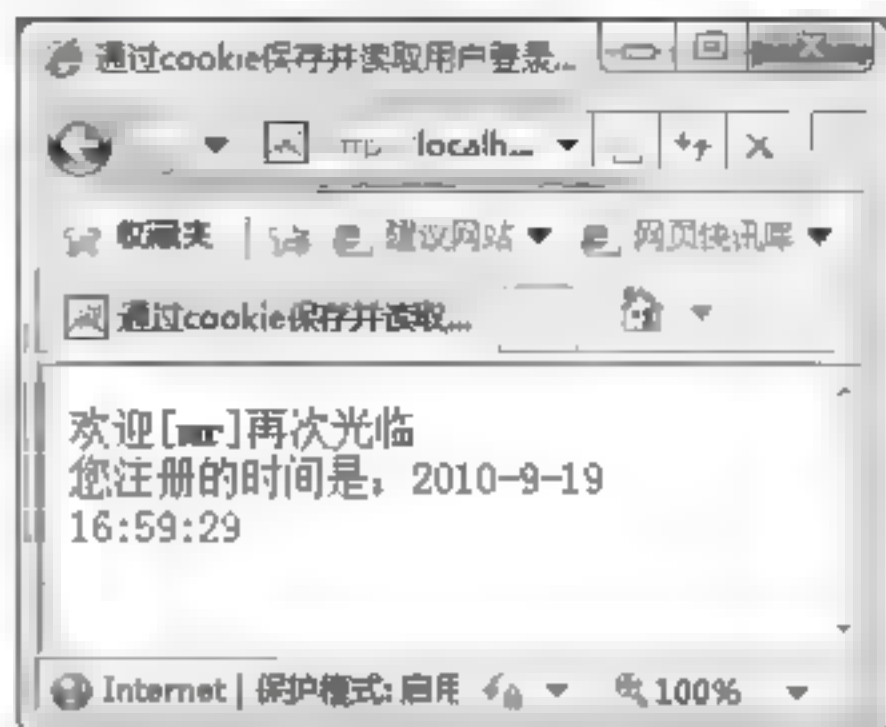 通过cookie保存并读取用户登录...
localh...
收藏夹 | 建议网站 网页快讯库
通过cookie保存并读取...
欢迎[mr]再次光临
您注册的时间是：2010-9-19
16:59:29
Internet | 保护模式: 启用 100%